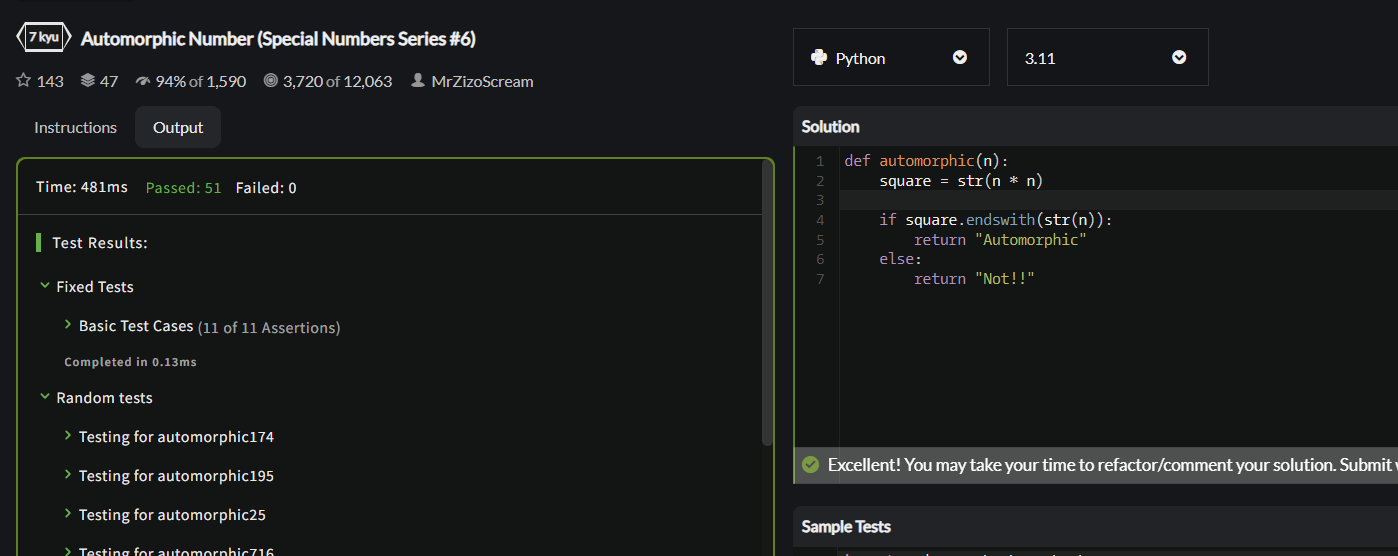 7 kyu Automorphic Number (Special Numbers Series #6)
143 47 94% of 1,590 3,720 of 12,063 MrZizoScream
Instructions Output
Time: 481ms Passed: 51 Failed: 0
Test Results:
Fixed Tests
Basic Test Cases (11 of 11 Assertions)
Completed in 0.13ms
Random tests
Testing for automorphic174
Testing for automorphic195
Testing for automorphic25
Testing for automorphic716
Python 3.11
Solution
1 def automorphic(n):
2 square = str(n * n)
3
4 if square.endswith(str(n)):
5 return "Automorphic"
6 else:
7 return "Not!!"
Excellent! You may take your time to refactor/comment your solution. Submit
Sample Tests